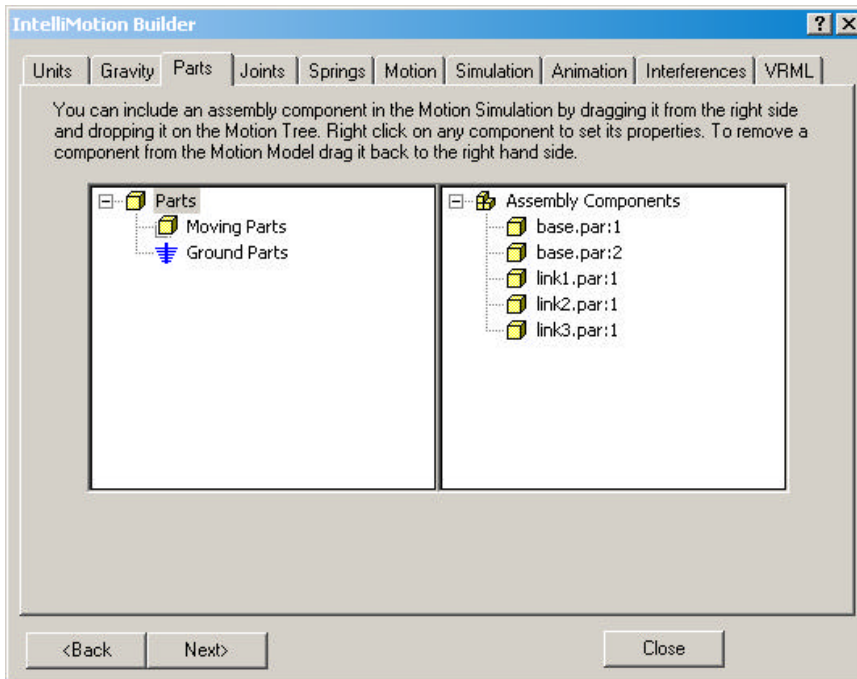 IntelliMotion Builder
Units Gravity Parts Joints Springs Motion Simulation Animation Interferences VRML
You can include an assembly component in the Motion Simulation by dragging it from the right side
and dropping it on the Motion Tree. Right click on any component to set its properties. To remove a
component from the Motion Model drag it back to the right hand side.
Parts
Moving Parts
Ground Parts
Assembly Components
base.par:1
base.par:2
link1.par:1
link2.par:1
link3.par:1
<Back Next> Close